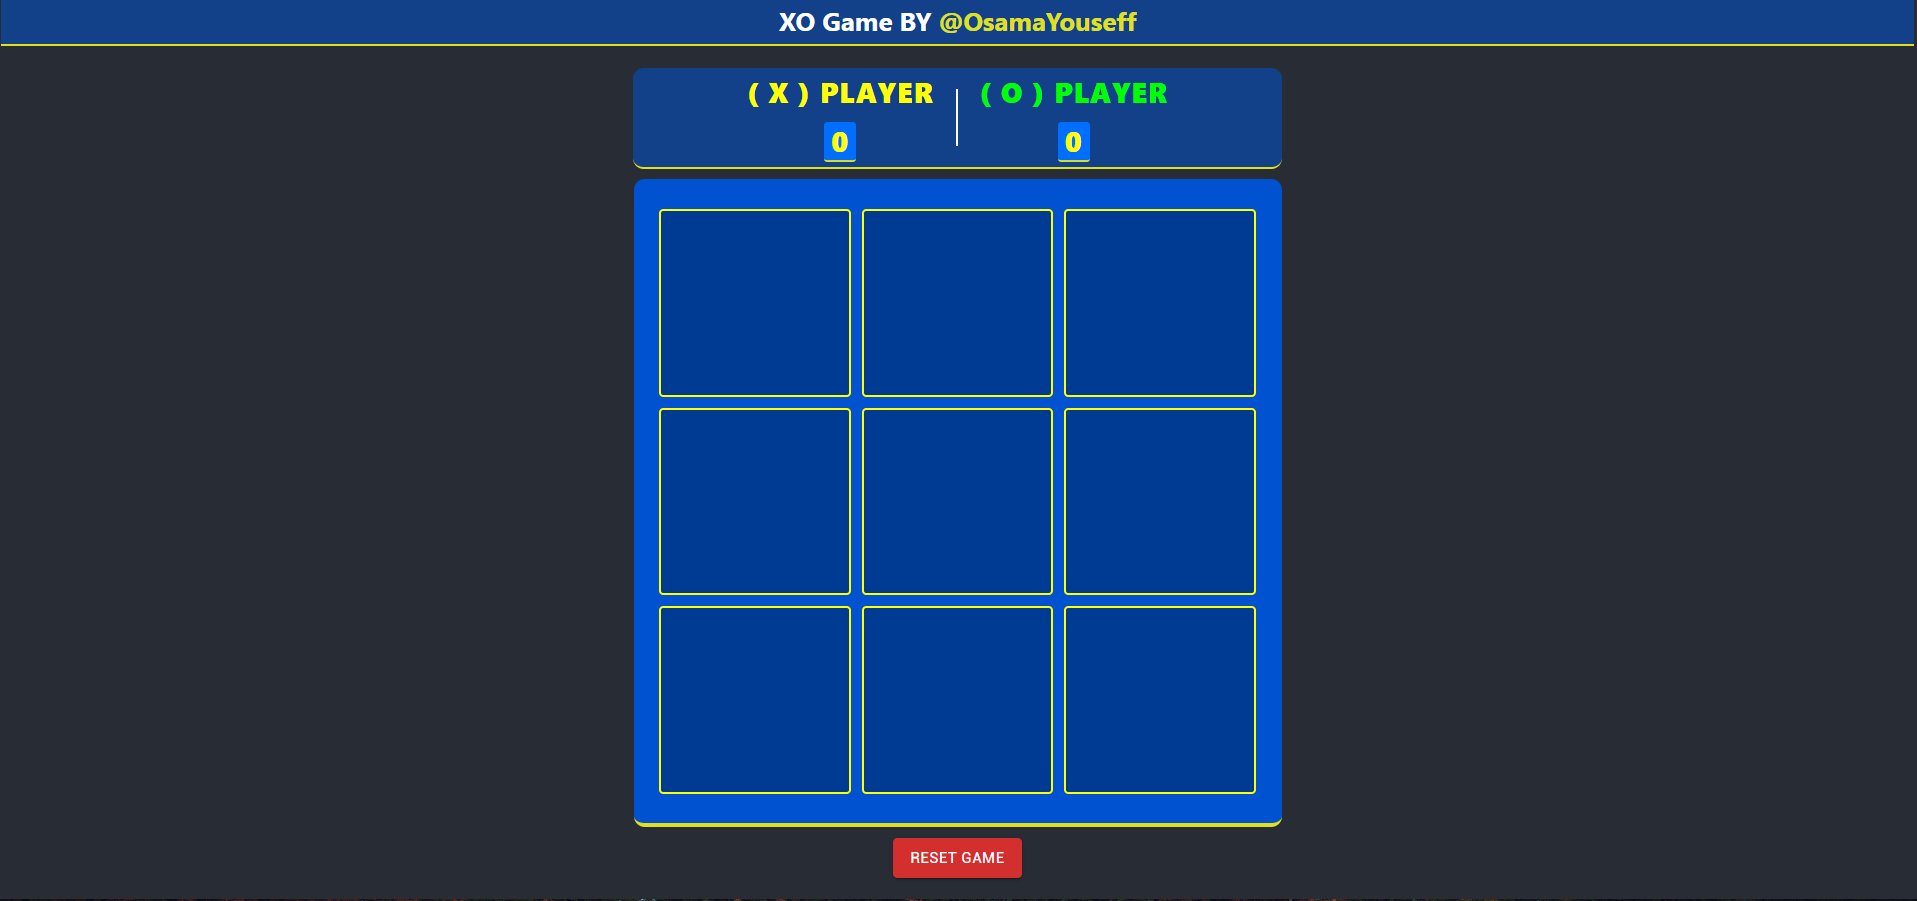 XO Game BY @OsamaYouseff
( X ) PLAYER
0
( O ) PLAYER
0
RESET GAME